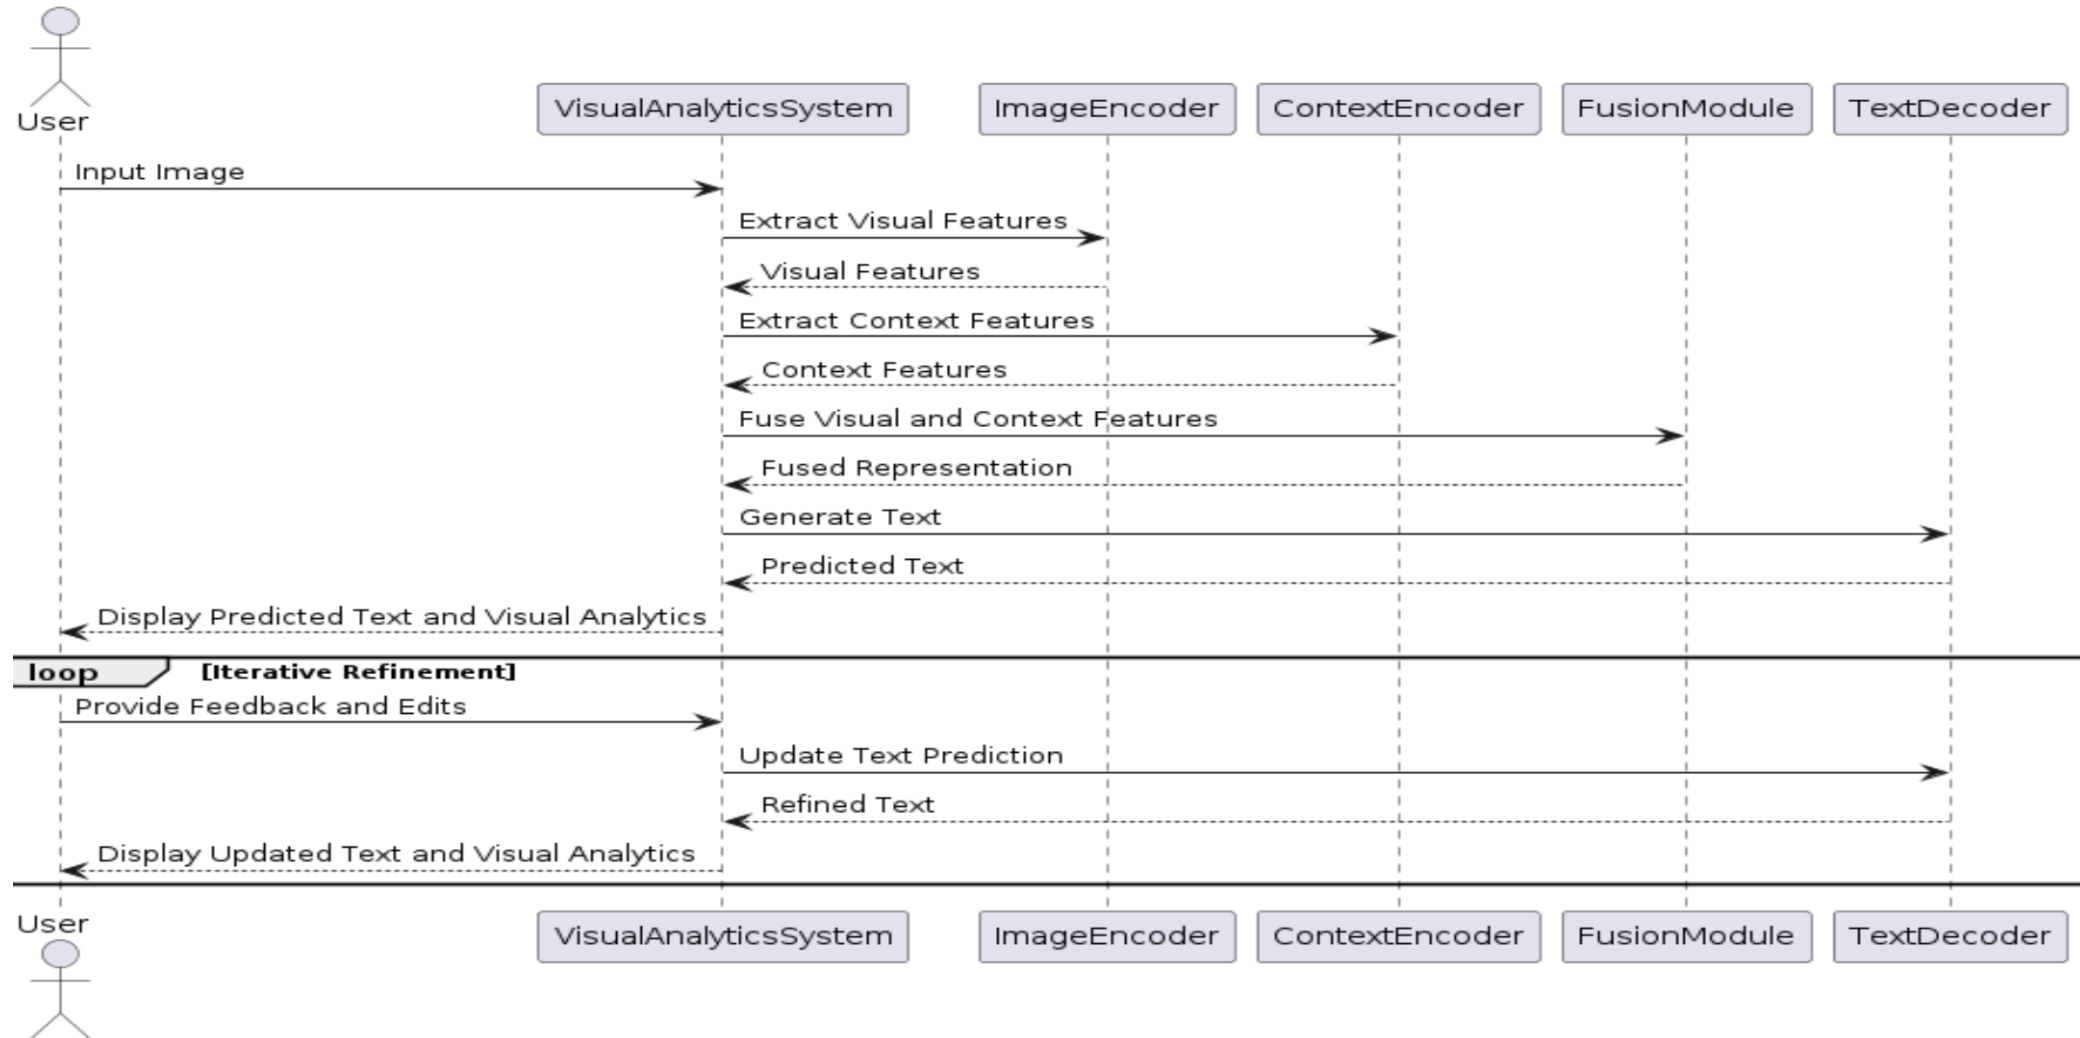 User
VisualAnalyticsSystem
ImageEncoder
ContextEncoder
FusionModule
TextDecoder
Input Image
Extract Visual Features
Visual Features
Extract Context Features
Context Features
Fuse Visual and Context Features
Fused Representation
Generate Text
Predicted Text
Display Predicted Text and Visual Analytics
loop [Iterative Refinement]
Provide Feedback and Edits
Update Text Prediction
Refined Text
Display Updated Text and Visual Analytics
User
VisualAnalyticsSystem
ImageEncoder
ContextEncoder
FusionModule
TextDecoder